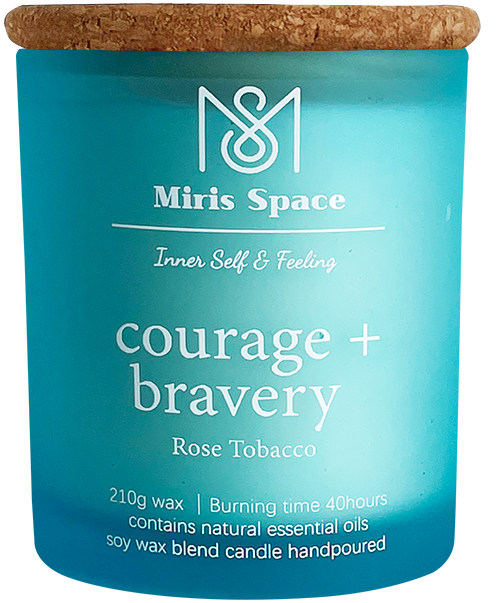 MS
Miris Space
Inner Self & Feeling
courage +
bravery
Rose Tobacco
210g wax | Burning time 40hours
contains natural essential oils
soy wax blend candle handpoured